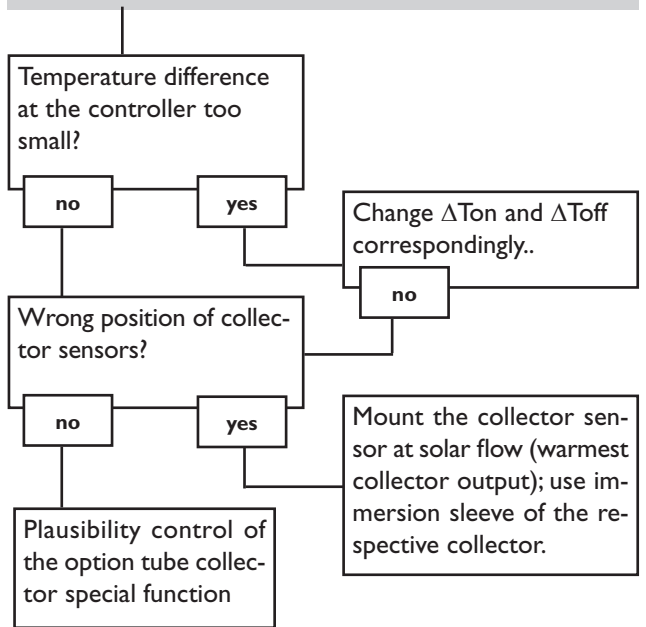 Temperature difference
at the controller too
small?
no
yes
Change ΔTon and ΔToff
correspondingly..
no
Wrong position of collec-
tor sensors?
no
yes
Mount the collector sen-
sor at solar flow (warmest
collector output); use im-
mersion sleeve of the re-
spective collector.
Plausibility control of
the option tube collec-
tor special function